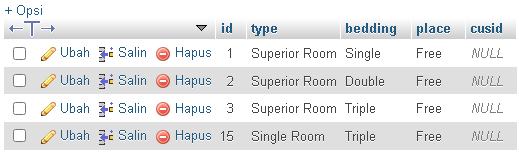 + Opsi
id type bedding place cusid
Ubah Salin Hapus 1 Superior Room Single Free NULL
Ubah Salin Hapus 2 Superior Room Double Free NULL
Ubah Salin Hapus 3 Superior Room Triple Free NULL
Ubah Salin Hapus 15 Single Room Triple Free NULL